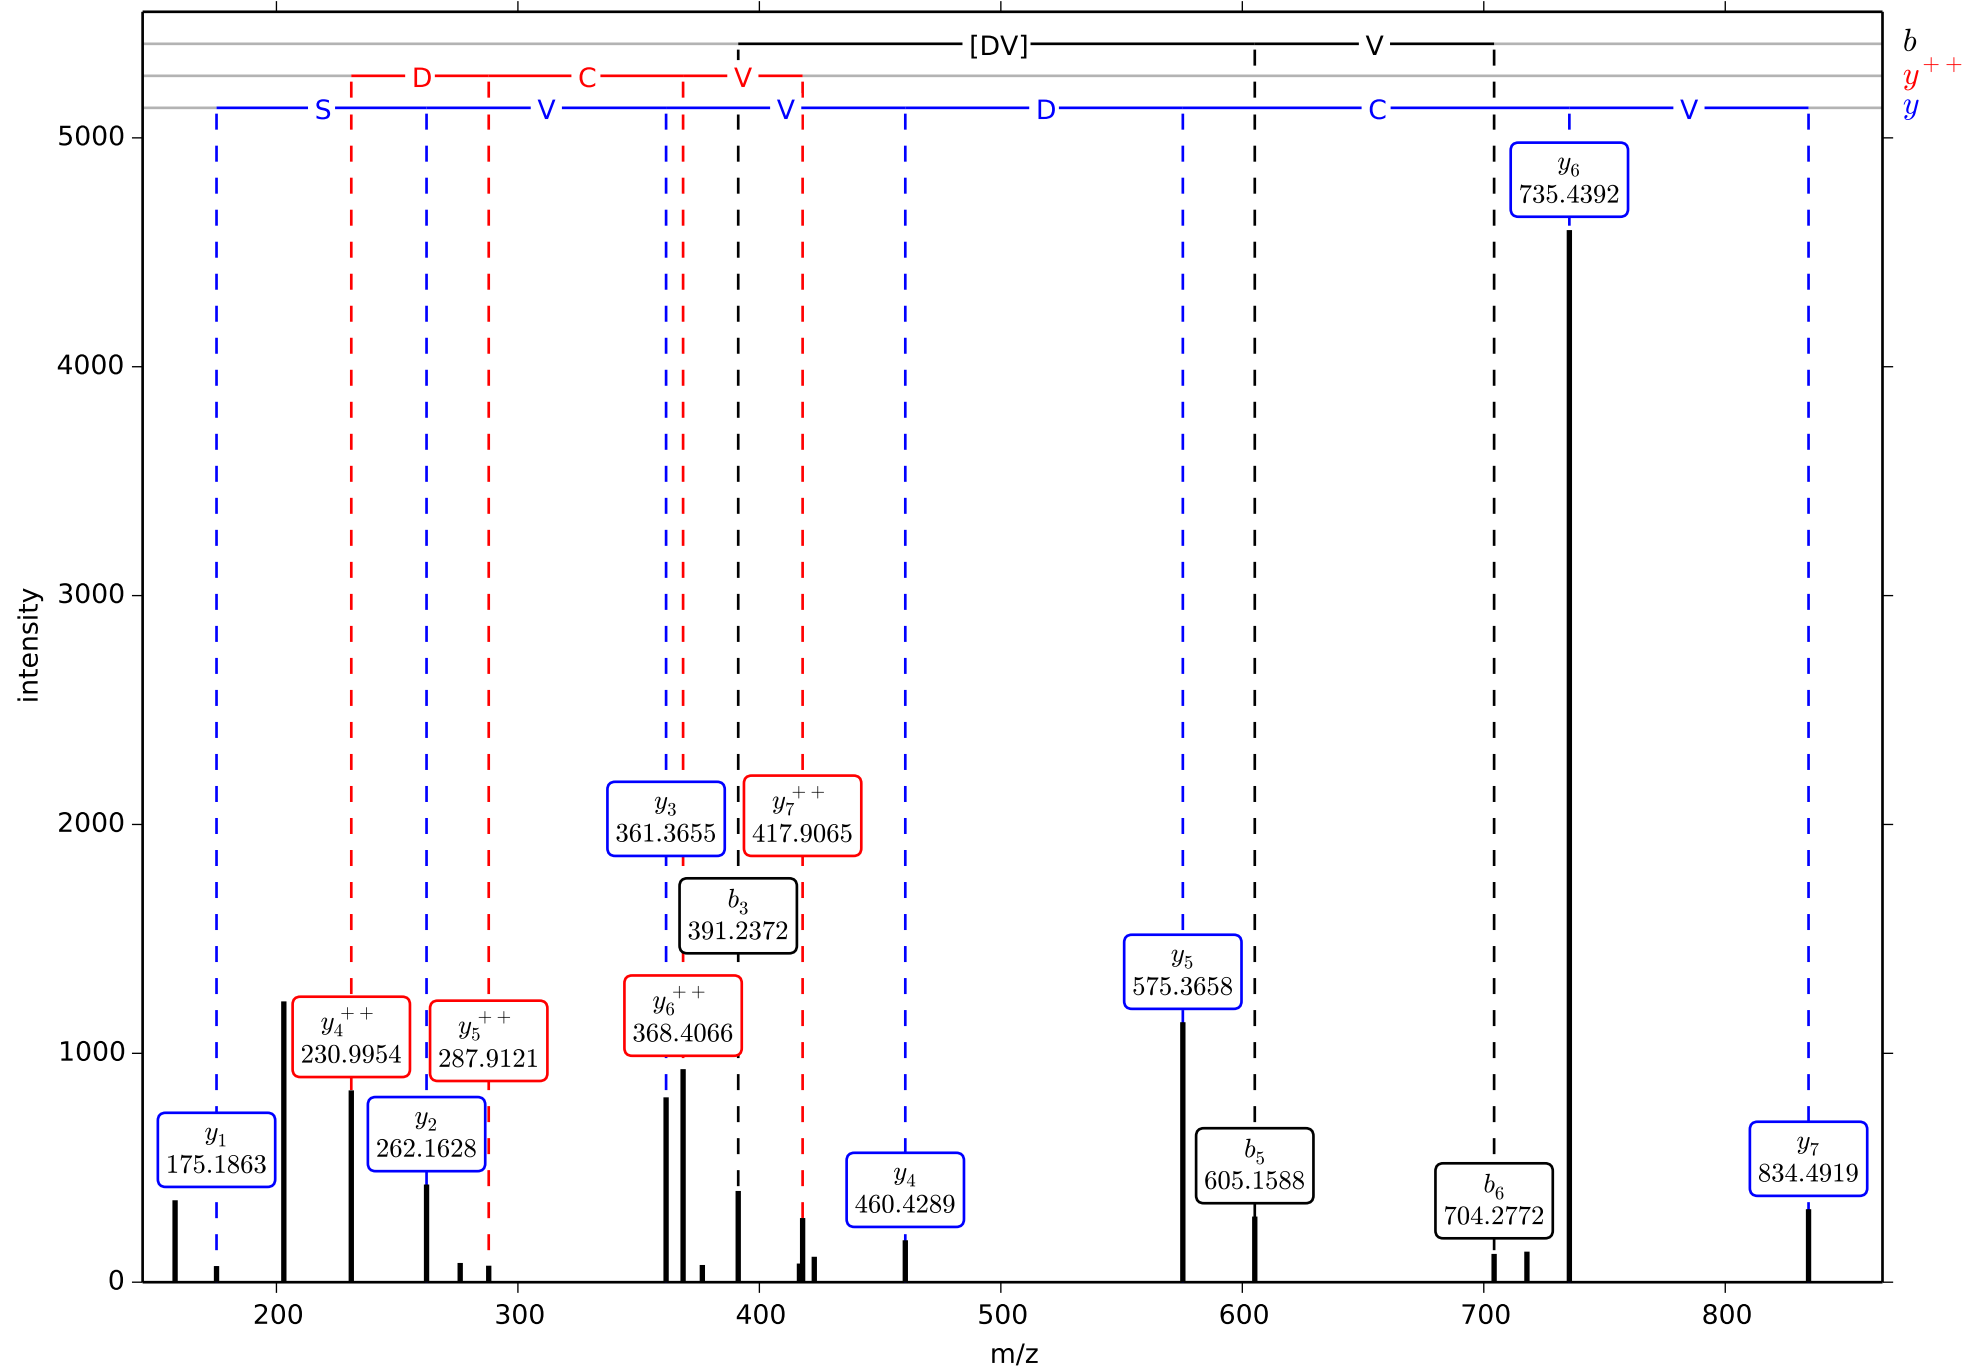 [DV] V b
D C V y++
S V V D C V y
5000
y6
735.4392
4000
3000
2000
y3
361.3655
y7++
417.9065
b3
391.2372
y5
575.3658
y6++
368.4066
y4++
230.9954
y5++
287.9121
1000
y2
262.1628
y1
175.1863
y4
460.4289
b5
605.1588
b6
704.2772
y7
834.4919
0
200 300 400 500 600 700 800
m/z
intensity